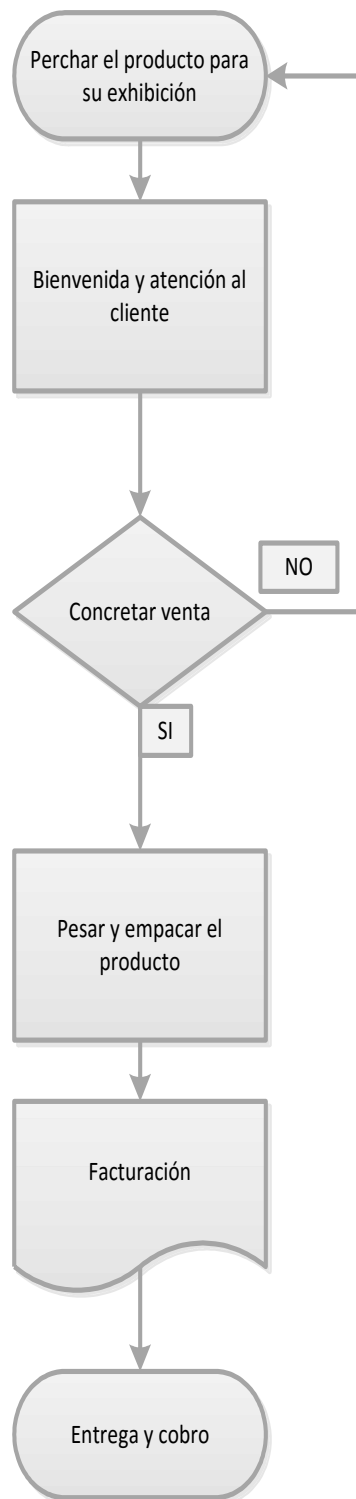 Perchar el producto para
su exhibición
Bienvenida y atención al
cliente
NO
Concretar venta
SI
Pesar y empacar el
producto
Facturación
Entrega y cobro